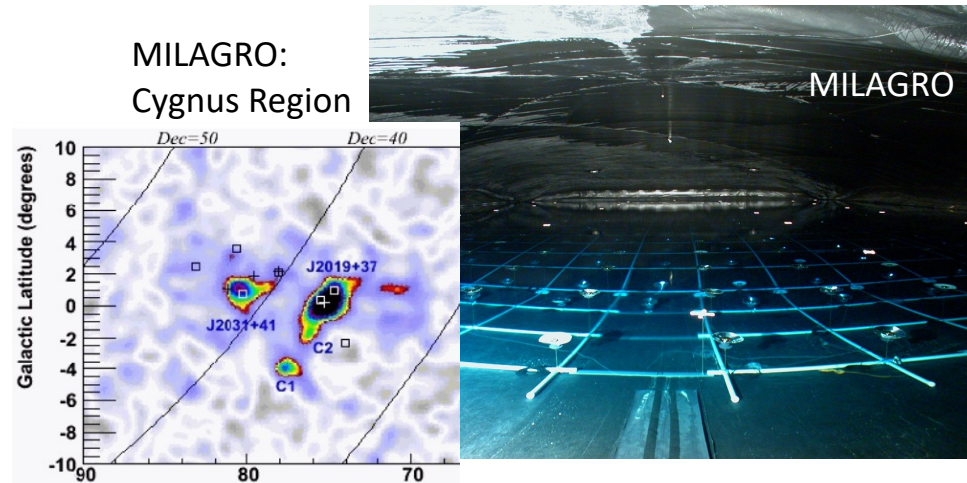 MILAGRO:
Cygnus Region
MILAGRO
Dec=50
Dec=40
10
8
6
4
2
0
-2
-4
-6
-8
-10
Galactic Latitude (degrees)
J2019+37
J2031+41
C2
C1
90
80
70